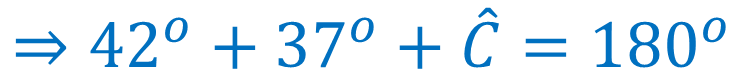 ⇒ 42° + 37° + Ĉ = 180°